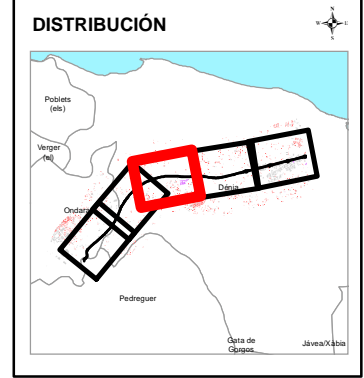 DISTRIBUCIÓN
N
W
E
S
Poblets
(els)
Verger
(el)
Ondara
Dénia
Pedreguer
Gata de
Gorgos
Jávea/Xàbia